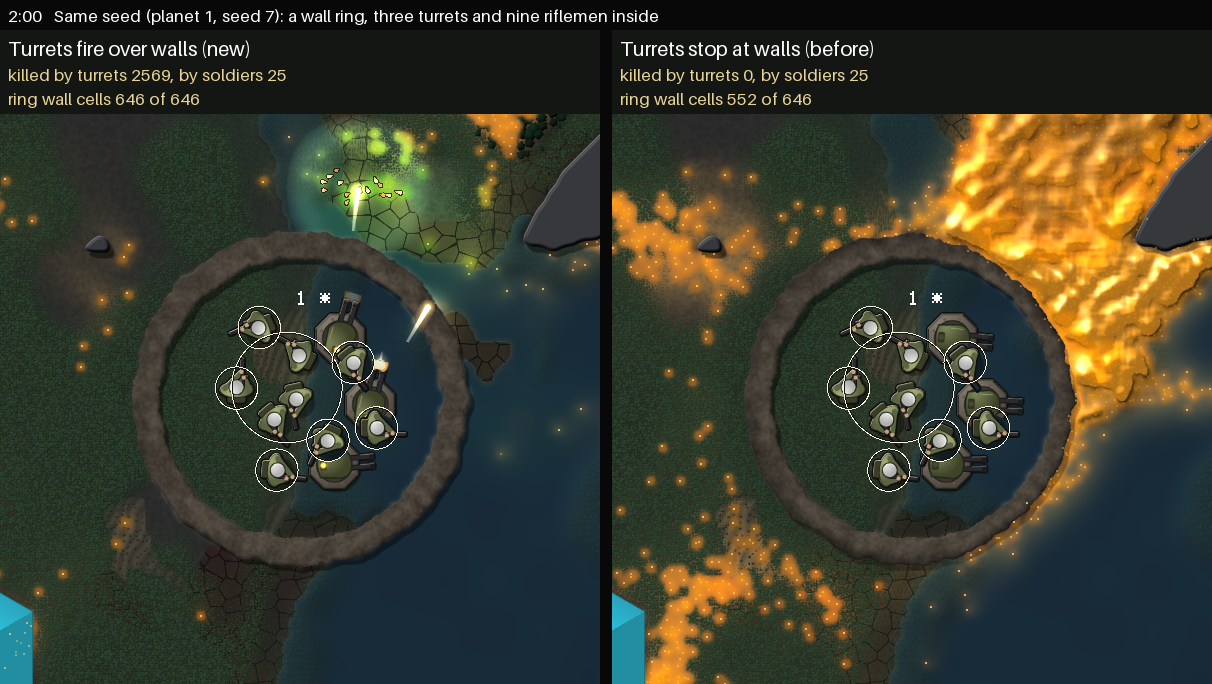 2:00 Same seed (planet 1, seed 7): a wall ring, three turrets and nine riflemen inside
Turrets fire over walls (new)
killed by turrets 2569, by soldiers 25
ring wall cells 646 of 646
Turrets stop at walls (before)
killed by turrets 0, by soldiers 25
ring wall cells 552 of 646
1
1